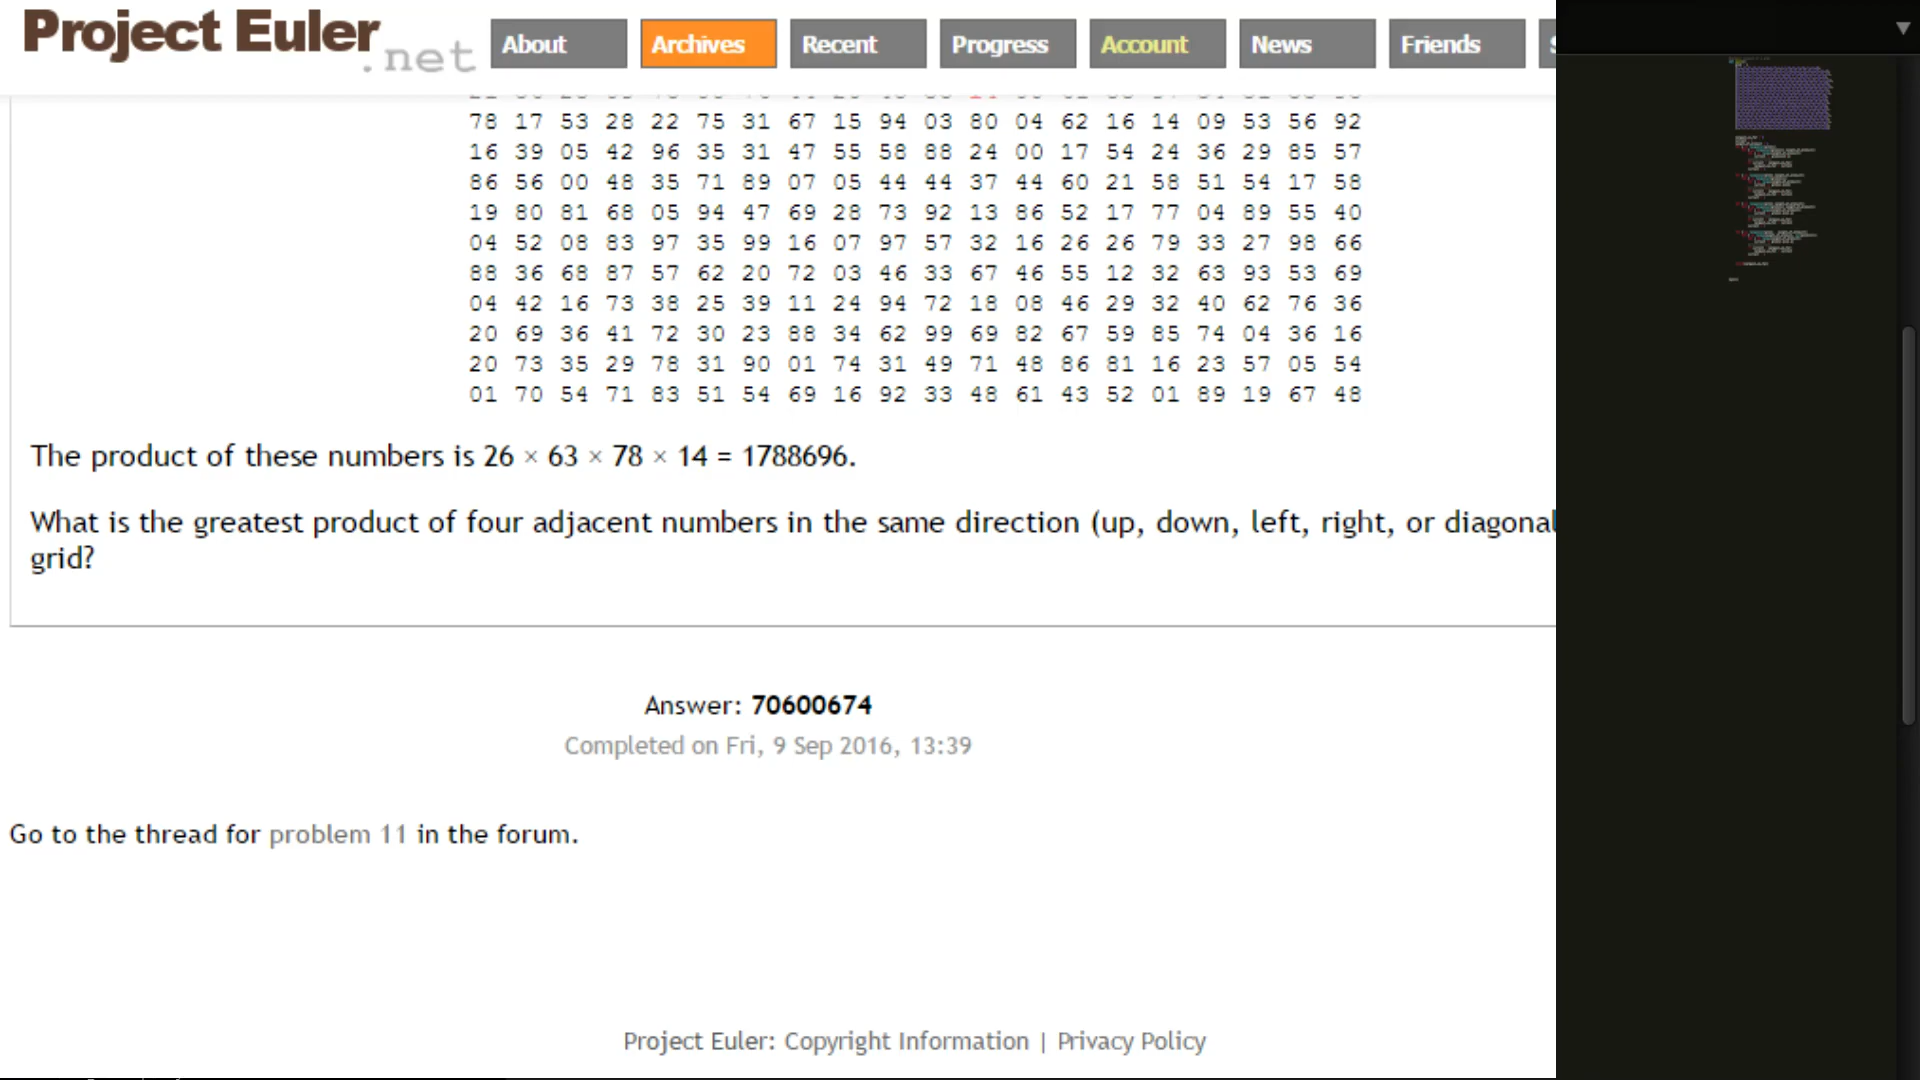 Project Euler .net
About Archives Recent Progress Account News Friends
78 17 53 28 22 75 31 67 15 94 03 80 04 62 16 14 09 53 56 92
16 39 05 42 96 35 31 47 55 58 88 24 00 17 54 24 36 29 85 57
86 56 00 48 35 71 89 07 05 44 44 37 44 60 21 58 51 54 17 58
19 80 81 68 05 94 47 69 28 73 92 13 86 52 17 77 04 89 55 40
04 52 08 83 97 35 99 16 07 97 57 32 16 26 26 79 33 27 98 66
88 36 68 87 57 62 20 72 03 46 33 67 46 55 12 32 63 93 53 69
04 42 16 73 38 25 39 11 24 94 72 18 08 46 29 32 40 62 76 36
20 69 36 41 72 30 23 88 34 62 99 69 82 67 59 85 74 04 36 16
20 73 35 29 78 31 90 01 74 31 49 71 48 86 81 16 23 57 05 54
01 70 54 71 83 51 54 69 16 92 33 48 61 43 52 01 89 19 67 48
The product of these numbers is 26 × 63 × 78 × 14 = 1788696.
What is the greatest product of four adjacent numbers in the same direction (up, down, left, right, or diagonal
grid?
Answer: 70600674
Completed on Fri, 9 Sep 2016, 13:39
Go to the thread for problem 11 in the forum.
Project Euler: Copyright Information | Privacy Policy